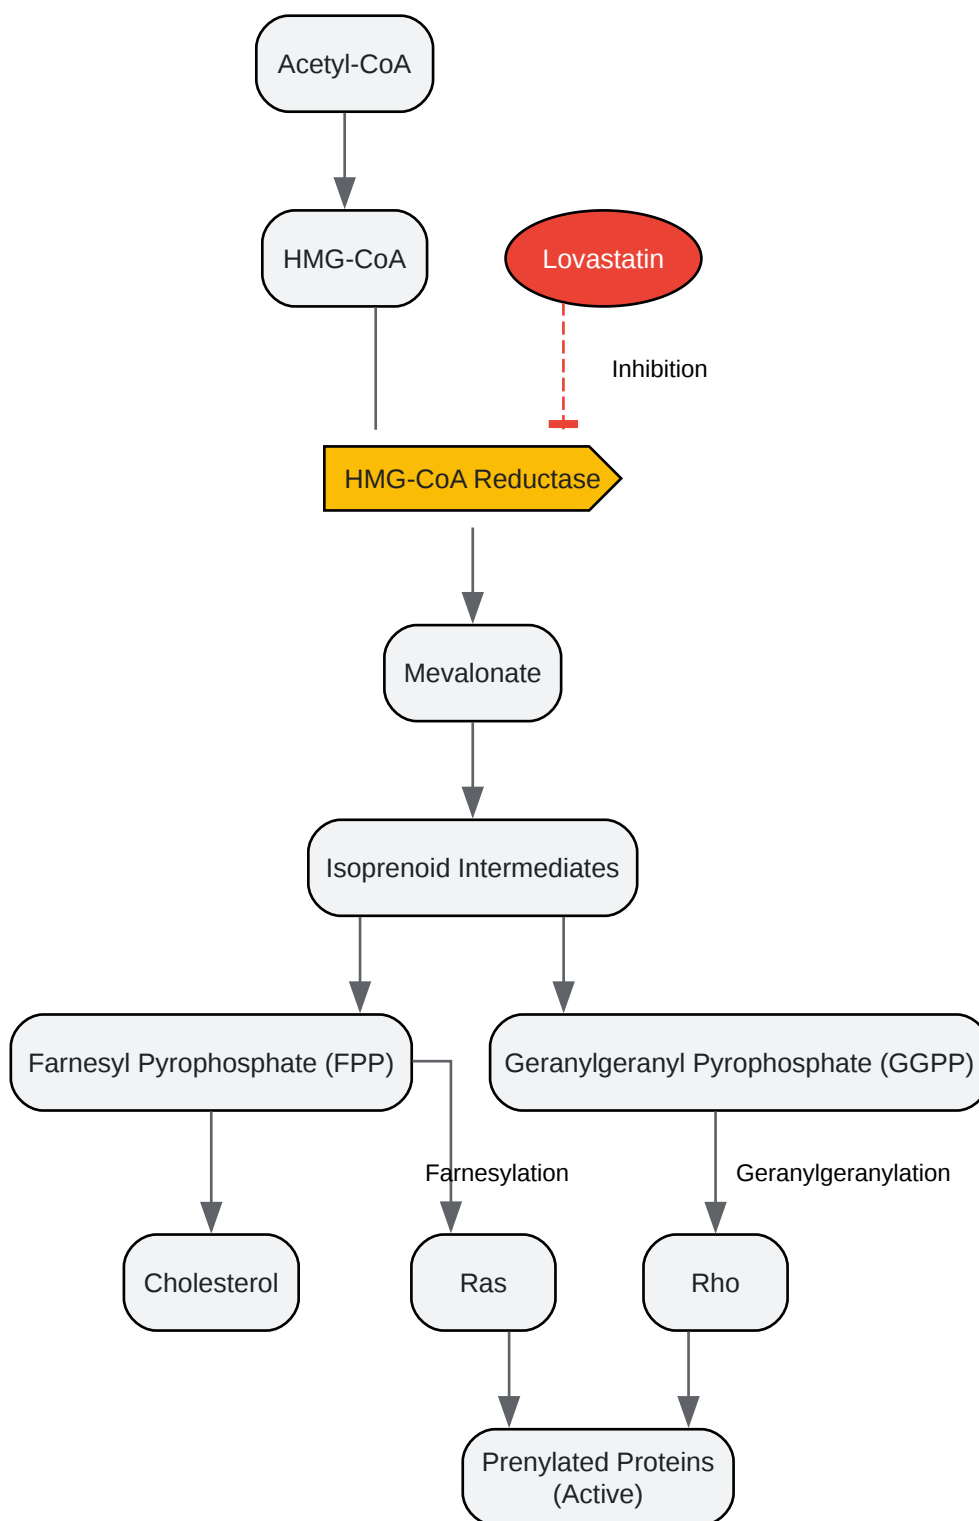 Acetyl-CoA
HMG-CoA
Lovastatin
Inhibition
HMG-CoA Reductase
Mevalonate
Isoprenoid Intermediates
Farnesyl Pyrophosphate (FPP)
Geranylgeranyl Pyrophosphate (GGPP)
Farnesylation
Geranylgeranylation
Cholesterol
Ras
Rho
Prenylated Proteins
(Active)